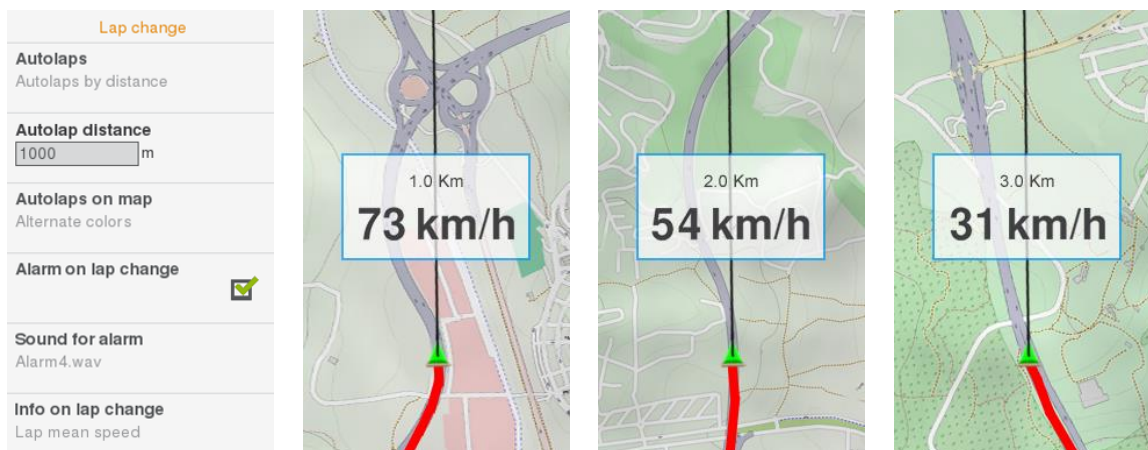 Lap change
Autolaps
Autolaps by distance
Autolap distance
1000 m
Autolaps on map
Alternate colors
Alarm on lap change
Sound for alarm
Alarm4.wav
Info on lap change
Lap mean speed
1.0 Km
73 km/h
2.0 Km
54 km/h
3.0 Km
31 km/h